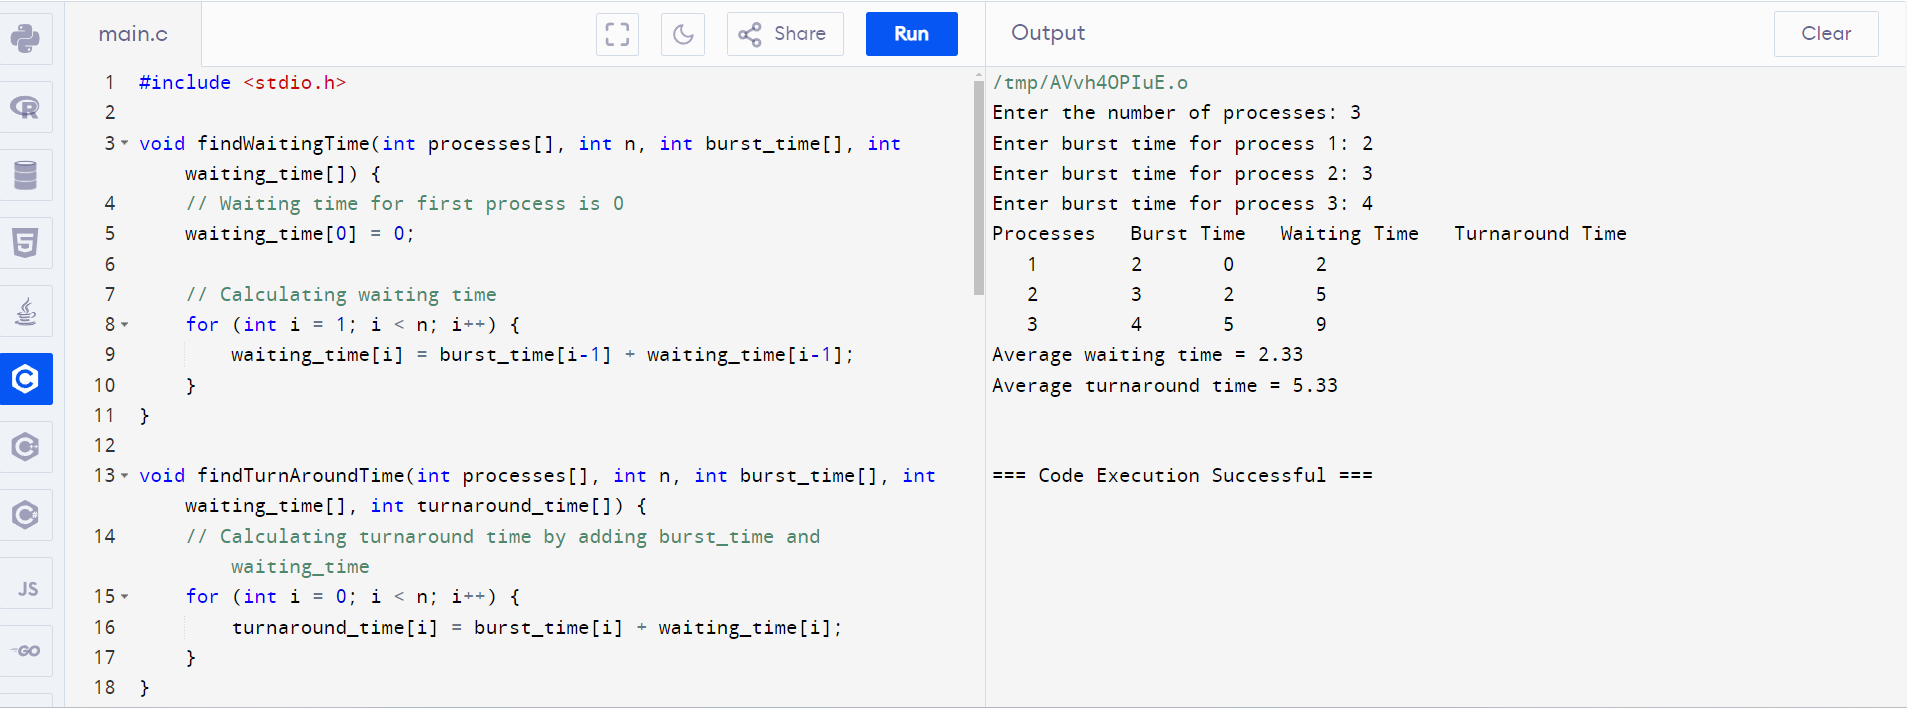 main.c
Share
Run
Output
Clear
1 #include <stdio.h>
2
3 void findWaitingTime(int processes[], int n, int burst_time[], int
waiting_time[]) {
4 // Waiting time for first process is 0
5 waiting_time[0] = 0;
6
7 // Calculating waiting time
8 for (int i = 1; i < n; i++) {
9 waiting_time[i] = burst_time[i-1] + waiting_time[i-1];
10 }
11 }
12
13 void findTurnAroundTime(int processes[], int n, int burst_time[], int
waiting_time[], int turnaround_time[]) {
14 // Calculating turnaround time by adding burst_time and
waiting_time
15 for (int i = 0; i < n; i++) {
16 turnaround_time[i] = burst_time[i] + waiting_time[i];
17 }
18 }
/tmp/AVvh4OPIuE.o
Enter the number of processes: 3
Enter burst time for process 1: 2
Enter burst time for process 2: 3
Enter burst time for process 3: 4
Processes Burst Time Waiting Time Turnaround Time
1 2 0 2
2 3 2 5
3 4 5 9
Average waiting time = 2.33
Average turnaround time = 5.33
=== Code Execution Successful ===
R
5
C
C++
C#
JS
GO